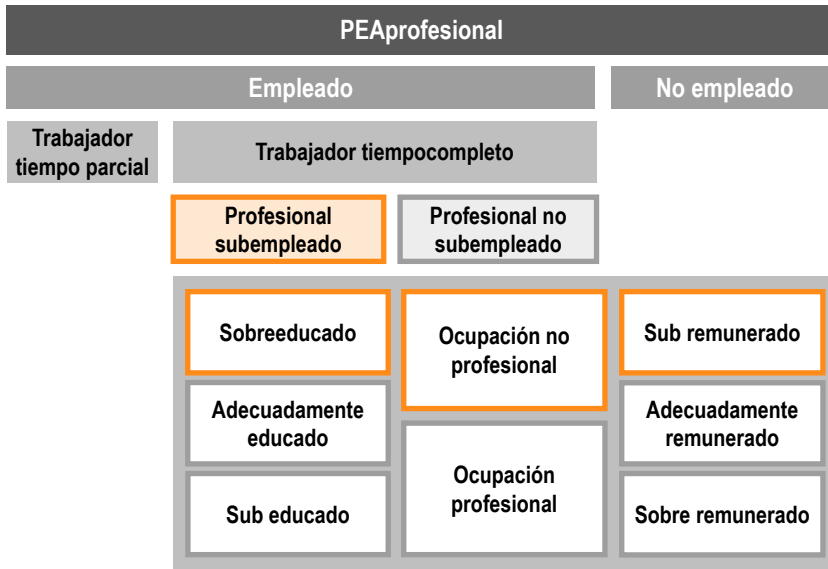 PEAprofesional
Empleado
No empleado
Trabajador
tiempo parcial
Trabajador tiempocompleto
Profesional
subempleado
Profesional no
subempleado
Sobreeducado
Ocupación no
profesional
Sub remunerado
Adecuadamente
educado
Adecuadamente
remunerado
Ocupación
profesional
Sub educado
Sobre remunerado